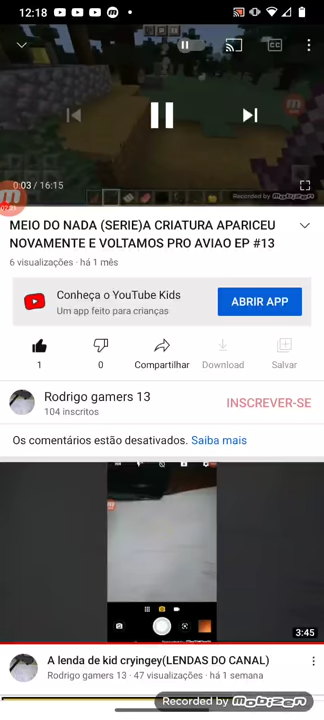 12:18
CC
0:03 / 16:15
Recorded by Mobizen
MEIO DO NADA (SERIE)A CRIATURA APARICEU
NOVAMENTE E VOLTAMOS PRO AVIAO EP #13
6 visualizações · há 1 mês
Conheça o YouTube Kids
Um app feito para crianças
ABRIR APP
1
0
Compartilhar
Download
Salvar
Rodrigo gamers 13
104 inscritos
INSCREVER-SE
Os comentários estão desativados. Saiba mais
3:45
A lenda de kid cryingey(LENDAS DO CANAL)
Rodrigo gamers 13 · 47 visualizações · há 1 semana
Recorded by Mobizen